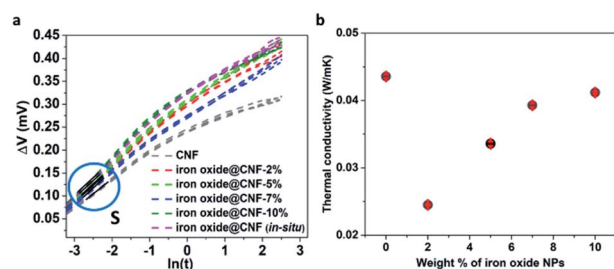 a
ΔV (mV)
0.45
0.40
0.35
0.30
0.25
0.20
0.15
0.10
0.05
S
CNF
iron oxide@CNF-2%
iron oxide@CNF-5%
iron oxide@CNF-7%
iron oxide@CNF-10%
iron oxide@CNF (in-situ)
-3 -2 -1 0 1 2 3
ln(t)
b
Thermal conductivity (W/mK)
0.05
0.04
0.03
0.02
0 2 4 6 8 10
Weight % of iron oxide NPs